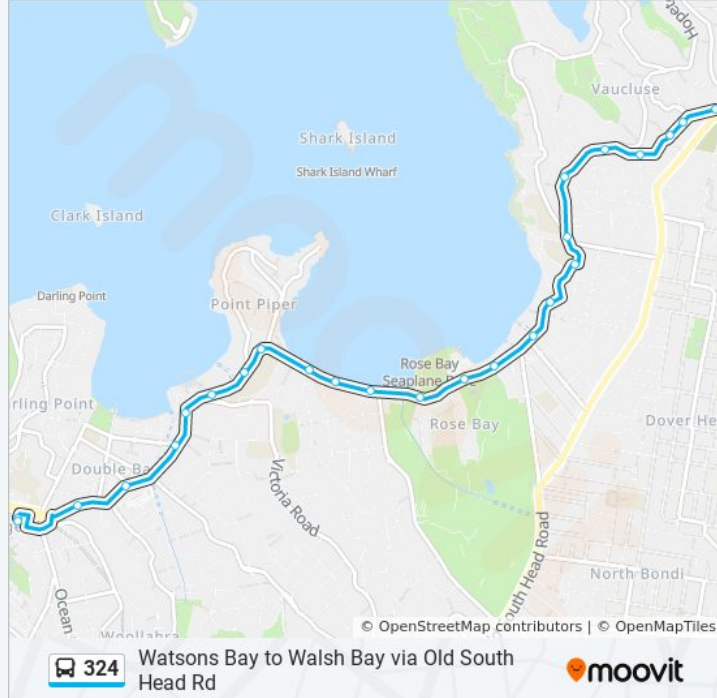 Hopet
Vaucluse
Shark Island
Shark Island Wharf
Clark Island
Darling Point
Point Piper
Rose Bay
Seaplane B
rling Point
Rose Bay
Dover He
Double Ba
Victoria Road
South Head Road
North Bondi
Ocean
Woollahra
© OpenStreetMap contributors | © OpenMapTiles
324
Watsons Bay to Walsh Bay via Old South
Head Rd
moovit